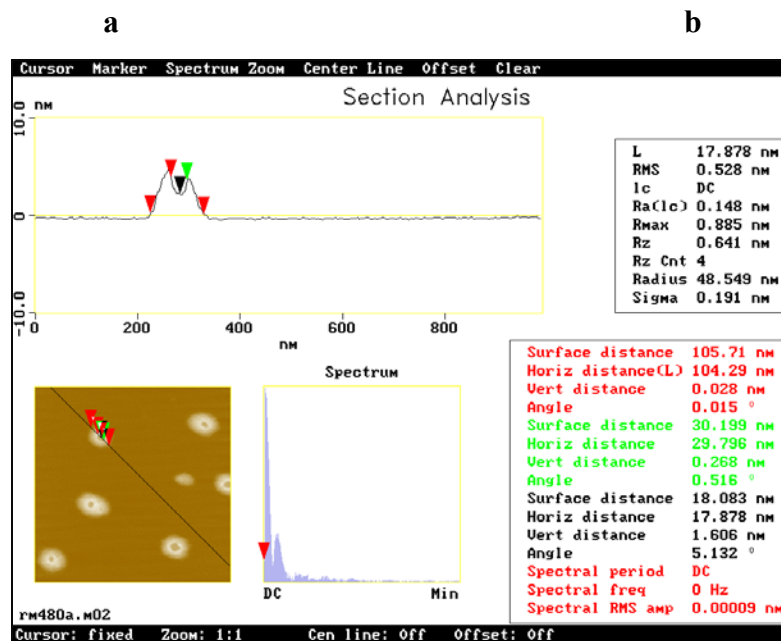 a b
Cursor Marker Spectrum Zoom Center Line Offset Clear
Section Analysis
10.0
nM
0
-10.0
0 200 400 600 800
nM
L 17.878 nM
RMS 0.528 nM
lc DC
Ra(lc) 0.148 nM
Rmax 0.885 nM
Rz 0.641 nM
Rz Cnt 4
Radius 48.549 nM
Sigma 0.191 nM
Spectrum
DC Min
Surface distance 105.71 nM
Horiz distance(L) 104.29 nM
Vert distance 0.028 nM
Angle 0.015 °
Surface distance 30.199 nM
Horiz distance 29.796 nM
Vert distance 0.268 nM
Angle 0.516 °
Surface distance 18.083 nM
Horiz distance 17.878 nM
Vert distance 1.606 nM
Angle 5.132 °
Spectral period DC
Spectral freq 0 Hz
Spectral RMS amp 0.00009 nM
rm480a.m02
Cursor: fixed Zoom: 1:1 Cen line: Off Offset: Off